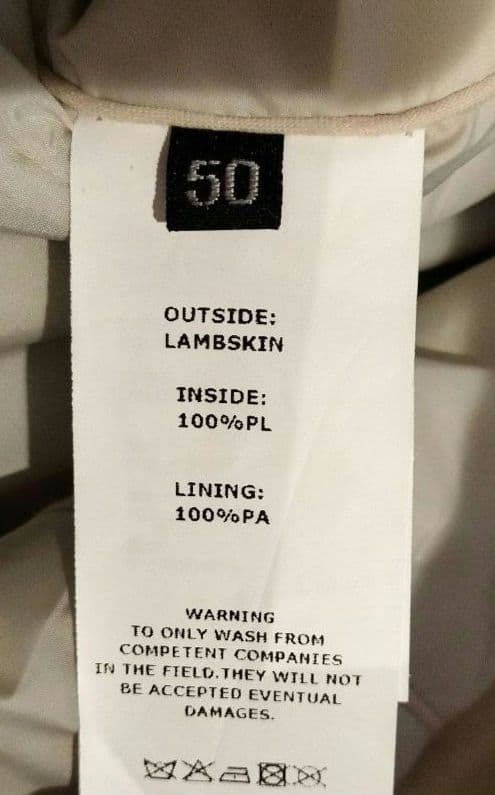 50
OUTSIDE:
LAMBSKIN
INSIDE:
100%PL
LINING:
100%PA
WARNING
TO ONLY WASH FROM
COMPETENT COMPANIES
IN THE FIELD.THEY WILL NOT
BE ACCEPTED EVENTUAL
DAMAGES.